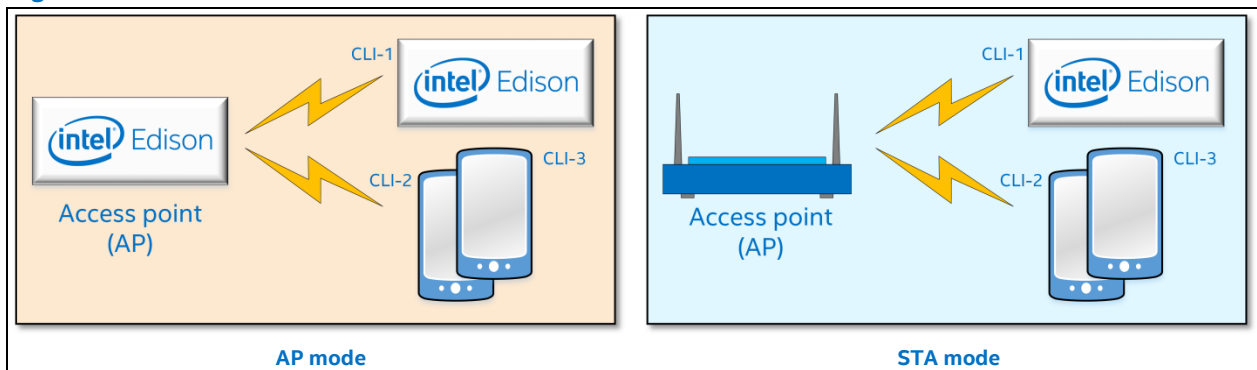 CLI-1
intel Edison
intel Edison
CLI-3
CLI-2
Access point
(AP)
AP mode
CLI-1
intel Edison
CLI-3
CLI-2
Access point
(AP)
STA mode